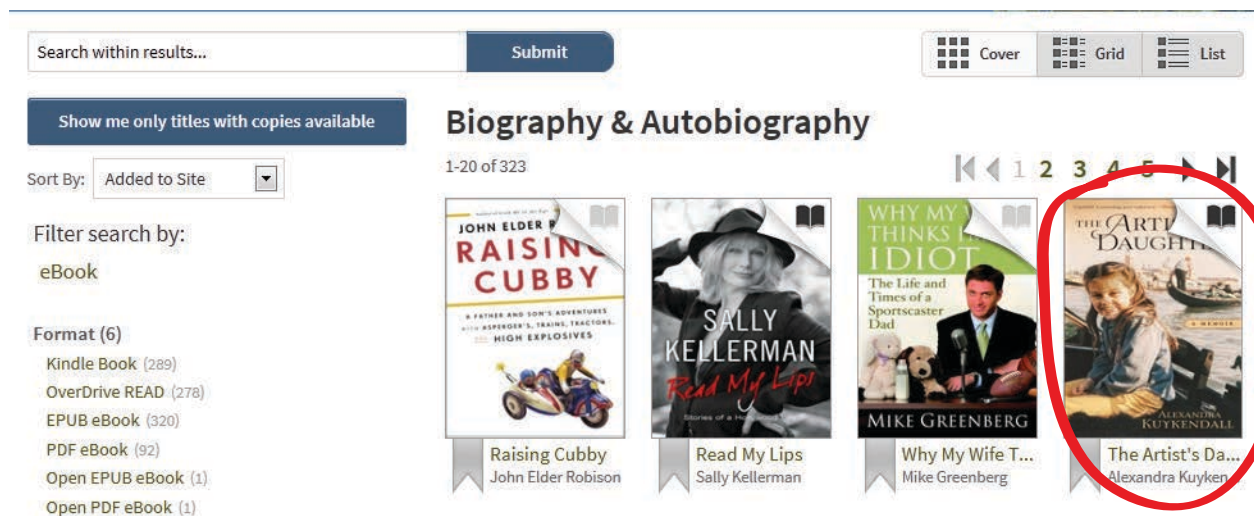 Search within results...
Submit
Cover
Grid
List
Show me only titles with copies available
Biography & Autobiography
Sort By: Added to Site
1-20 of 323
1 2 3 4 5
Filter search by:
eBook
Format (6)
Kindle Book (289)
OverDrive READ (278)
EPUB eBook (320)
PDF eBook (92)
Open EPUB eBook (1)
Open PDF eBook (1)
JOHN ELDER
RAISING
CUBBY
A FATHER AND SON'S ADVENTURES
WITH ASPERGER'S, TRAINS, TRACTORS,
AND HIGH EXPLOSIVES
Raising Cubby
John Elder Robison
SALLY
KELLERMAN
Read My Lips
Stories of a
Read My Lips
Sally Kellerman
WHY MY
THINKS
IDIOT
The Life and
Times of a
Sportscaster
Dad
MIKE GREENBERG
Why My Wife T...
Mike Greenberg
THE ARTI
DAUGHTE
A MEMOIR
ALEXANDRA
KUYKENDALL
The Artist's Da...
Alexandra Kuyken...